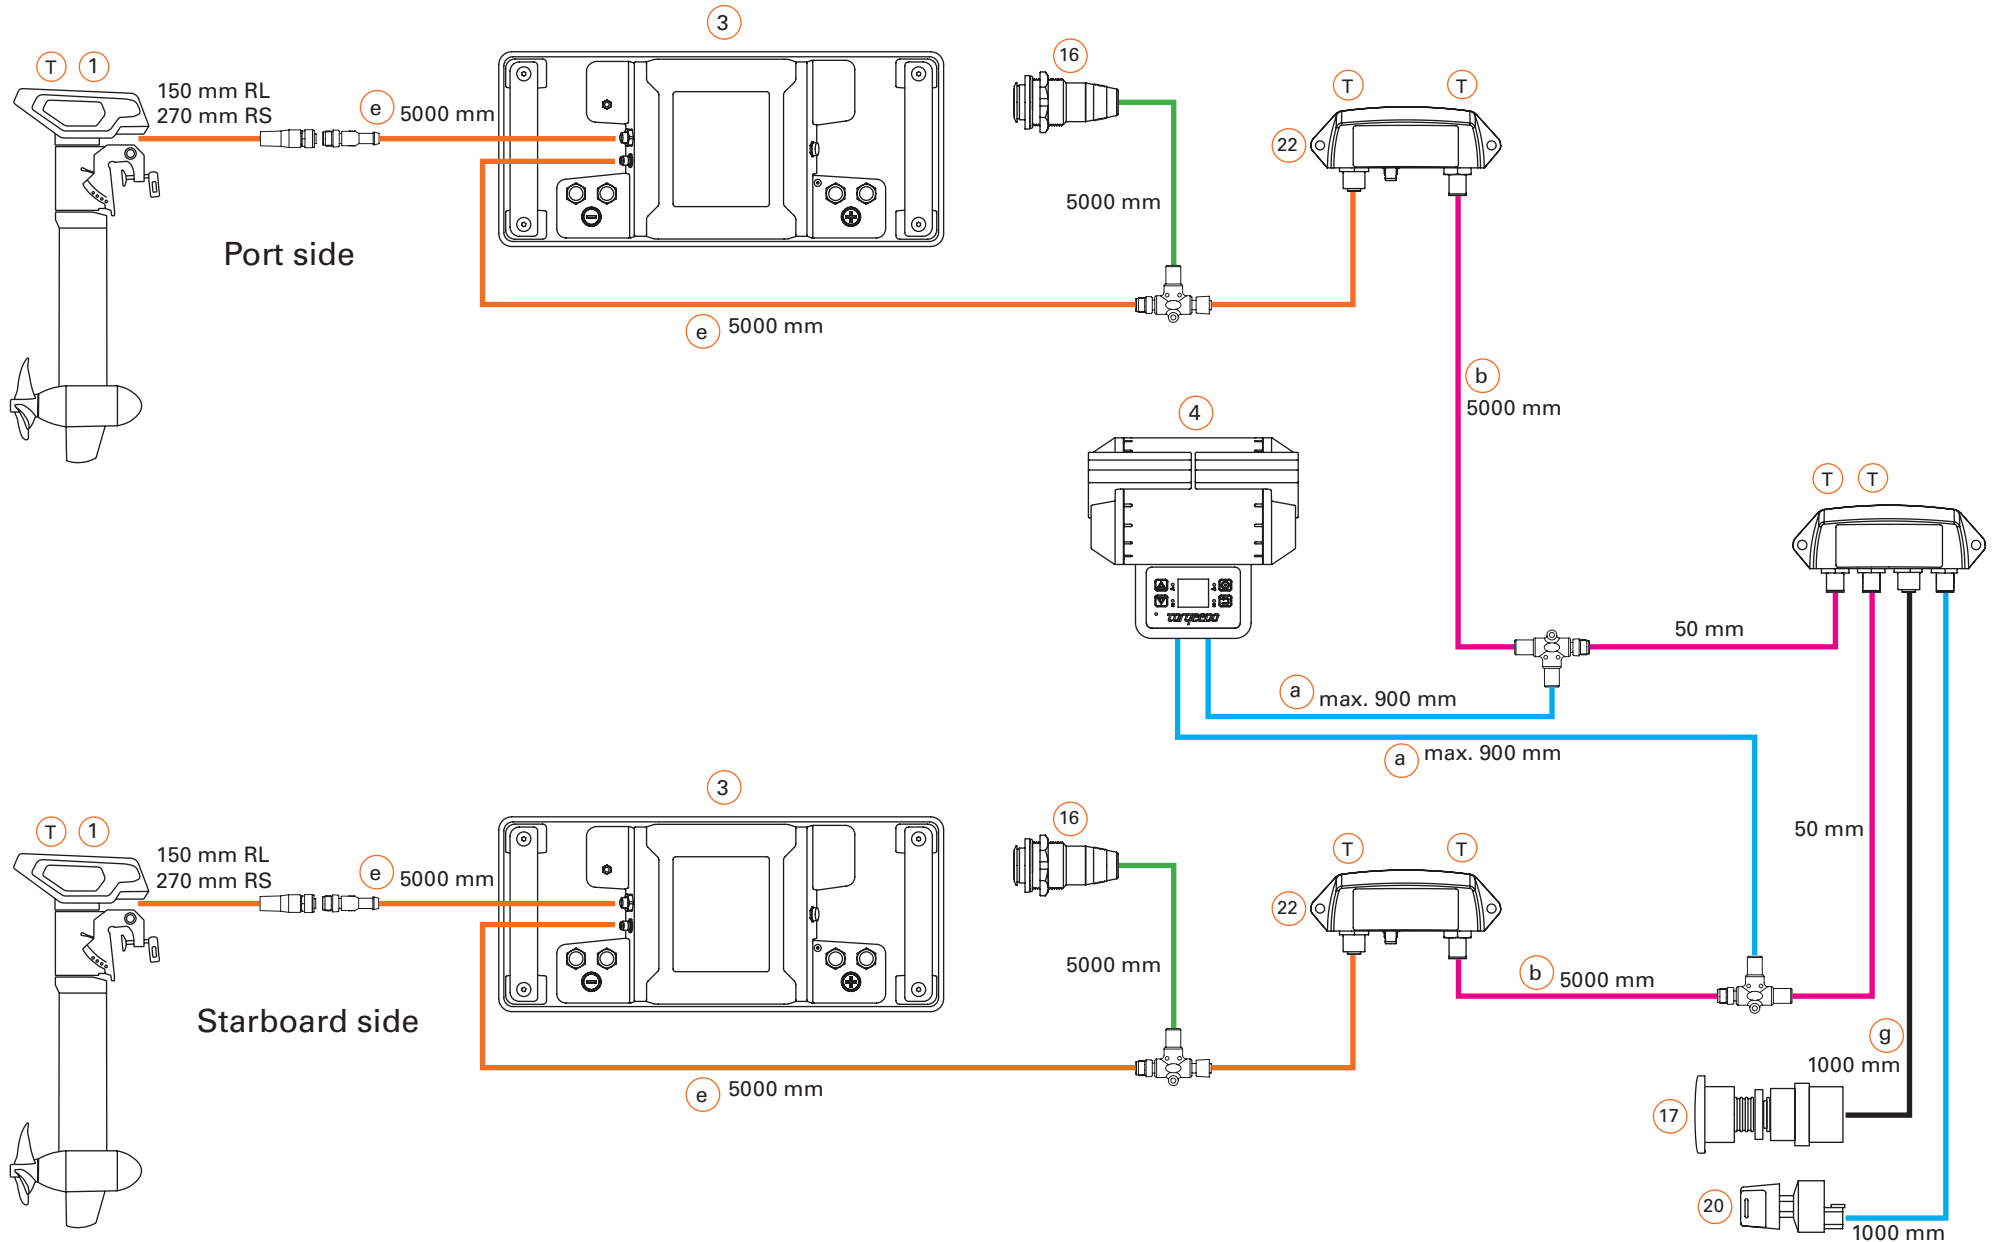 3
T 1
150 mm RL
270 mm RS
e 5000 mm
16
T T
22
5000 mm
Port side
e 5000 mm
b
5000 mm
4
T T
torqeedo
50 mm
a max. 900 mm
a max. 900 mm
3
T 1
150 mm RL
270 mm RS
e 5000 mm
16
T T
22
50 mm
5000 mm
b 5000 mm
Starboard side
e 5000 mm
g
1000 mm
17
20
1000 mm